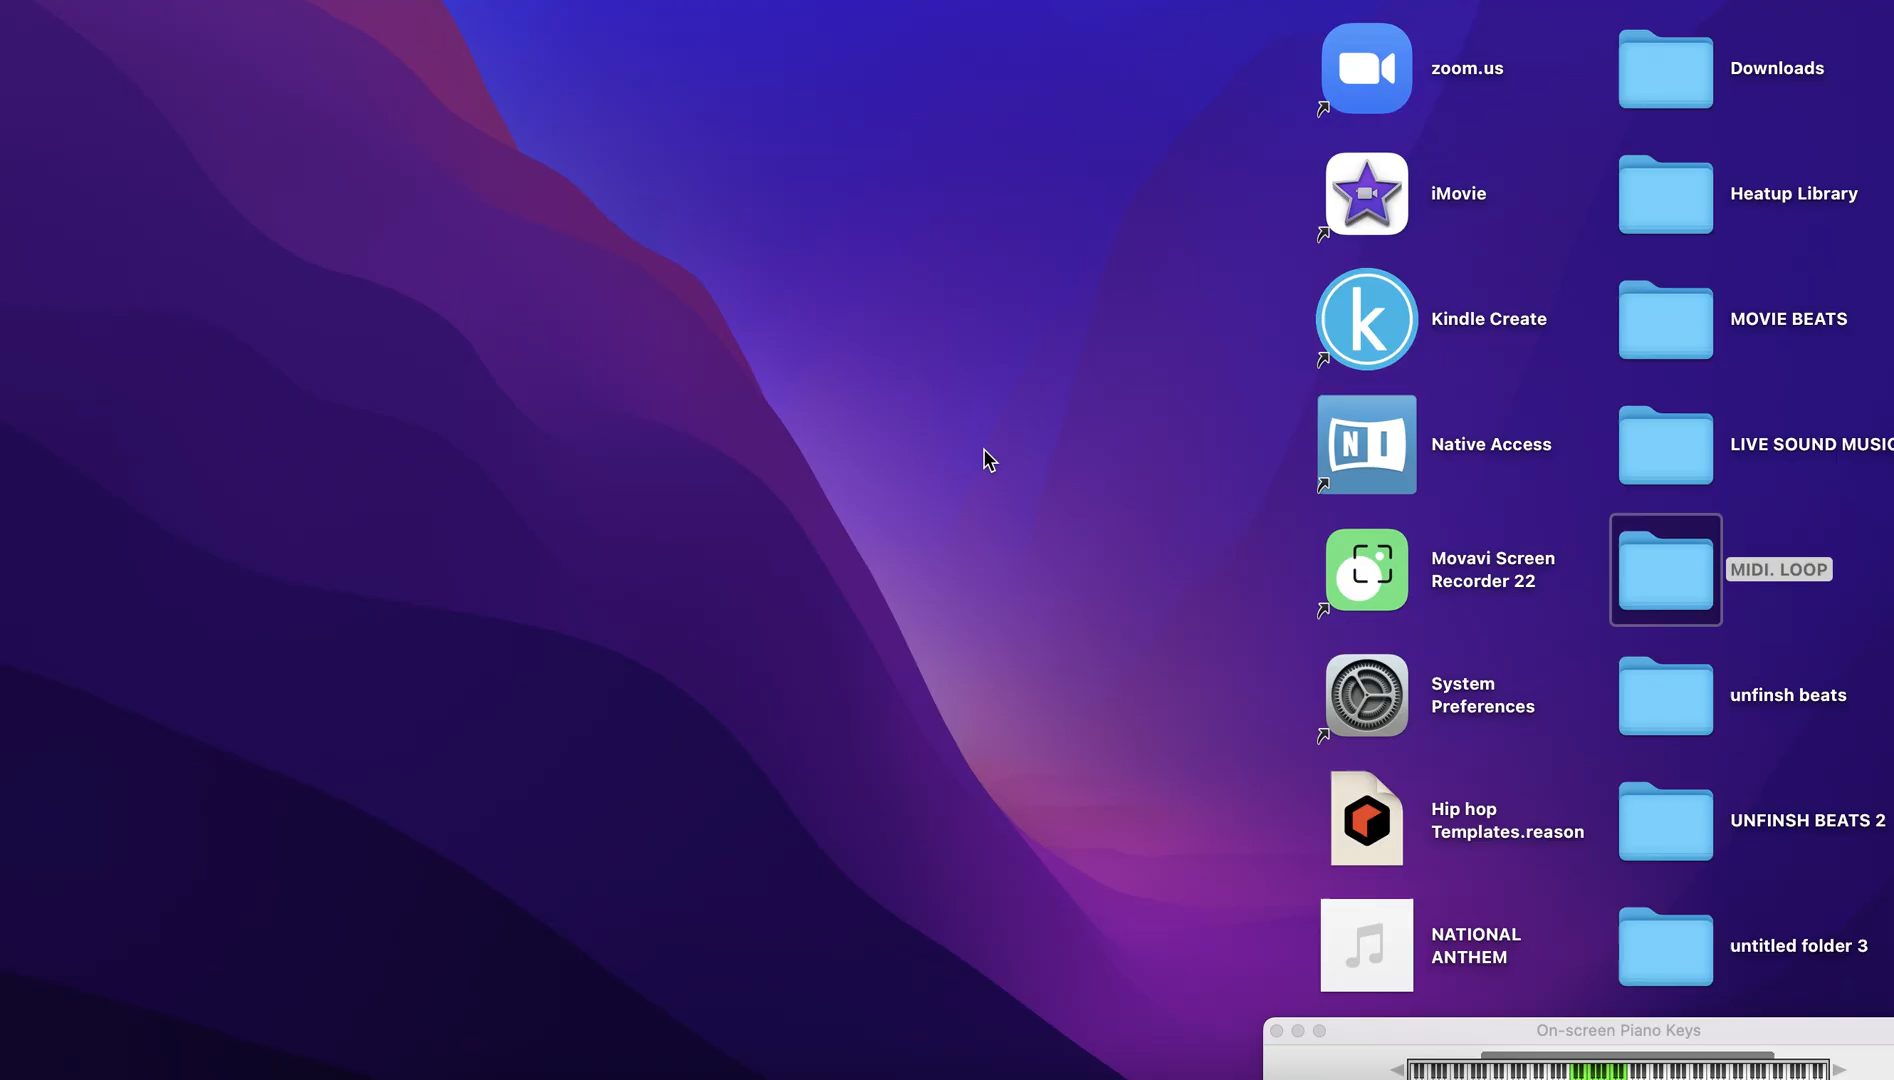 zoom.us
Downloads
iMovie
Heatup Library
k
Kindle Create
MOVIE BEATS
N I
Native Access
LIVE SOUND MUSIC
Movavi Screen
Recorder 22
MIDI. LOOP
System
Preferences
unfinsh beats
Hip hop
Templates.reason
UNFINSH BEATS 2
NATIONAL
ANTHEM
untitled folder 3
On-screen Piano Keys